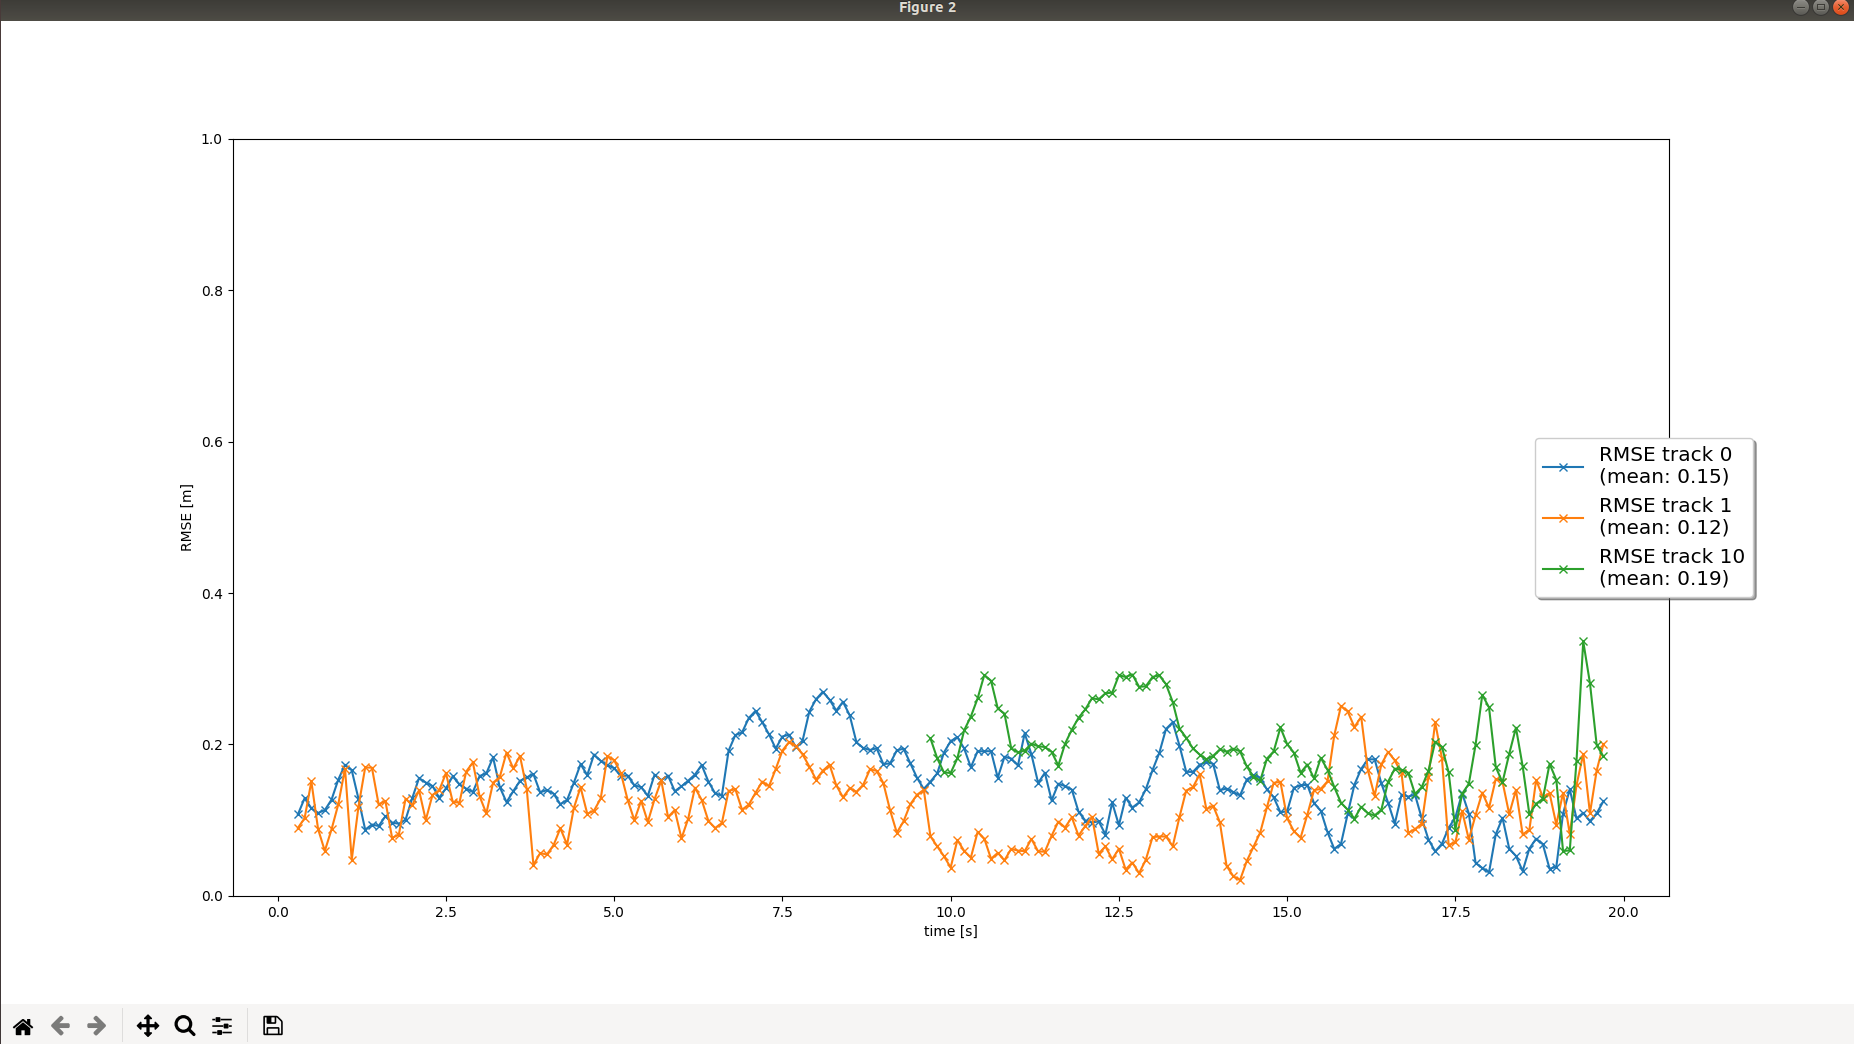 Figure 2
1.0
0.8
0.6
0.4
0.2
0.0
RMSE [m]
0.0 2.5 5.0 7.5 10.0 12.5 15.0 17.5 20.0
time [s]
RMSE track 0
(mean: 0.15)
RMSE track 1
(mean: 0.12)
RMSE track 10
(mean: 0.19)